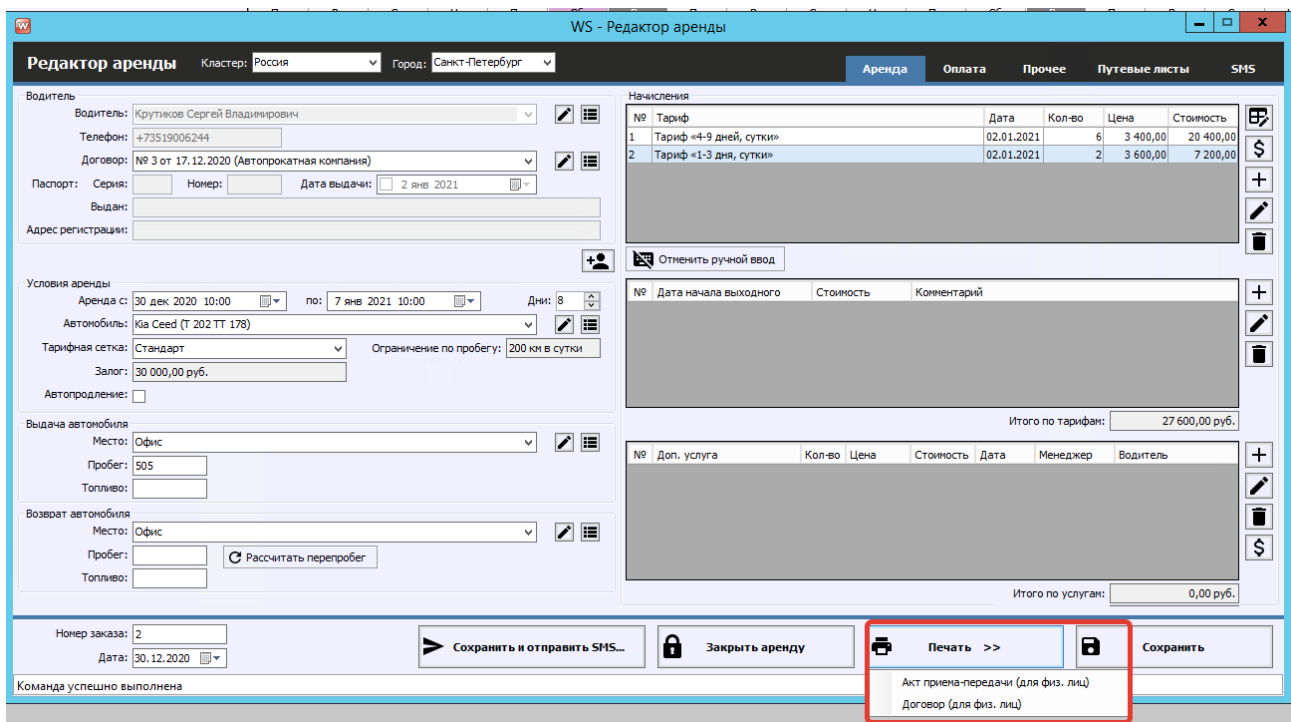 WS - Редактор аренды
Редактор аренды Кластер: Россия Город: Санкт-Петербург Аренда Оплата Прочее Путевые листы SMS
Водитель
Водитель: Крутиков Сергей Владимирович
Телефон: +73519006244
Договор: № 3 от 17.12.2020 (Автопрокатная компания)
Паспорт: Серия: Номер: Дата выдачи: 2 янв 2021
Выдан:
Адрес регистрации:
Условия аренды
Аренда с: 30 дек 2020 10:00 по: 7 янв 2021 10:00 Дни: 8
Автомобиль: Kia Ceed (Т 202 ТТ 178)
Тарифная сетка: Стандарт Ограничение по пробегу: 200 км в сутки
Залог: 30 000,00 руб.
Автопродление:
Выдача автомобиля
Место: Офис
Пробег: 505
Топливо:
Возврат автомобиля
Место: Офис
Пробег: Рассчитать перепробег
Топливо:
Начисления
№ Тариф Дата Кол-во Цена Стоимость
1 Тариф «4-9 дней, сутки» 02.01.2021 6 3 400,00 20 400,00
2 Тариф «1-3 дня, сутки» 02.01.2021 2 3 600,00 7 200,00
Отменить ручной ввод
№ Дата начала выходного Стоимость Комментарий
Итого по тарифам: 27 600,00 руб.
№ Доп. услуга Кол-во Цена Стоимость Дата Менеджер Водитель
Итого по услугам: 0,00 руб.
Номер заказа: 2
Дата: 30.12.2020
Сохранить и отправить SMS... Закрыть аренду Печать >> Сохранить
Команда успешно выполнена
Акт приема-передачи (для физ. лиц)
Договор (для физ. лиц)